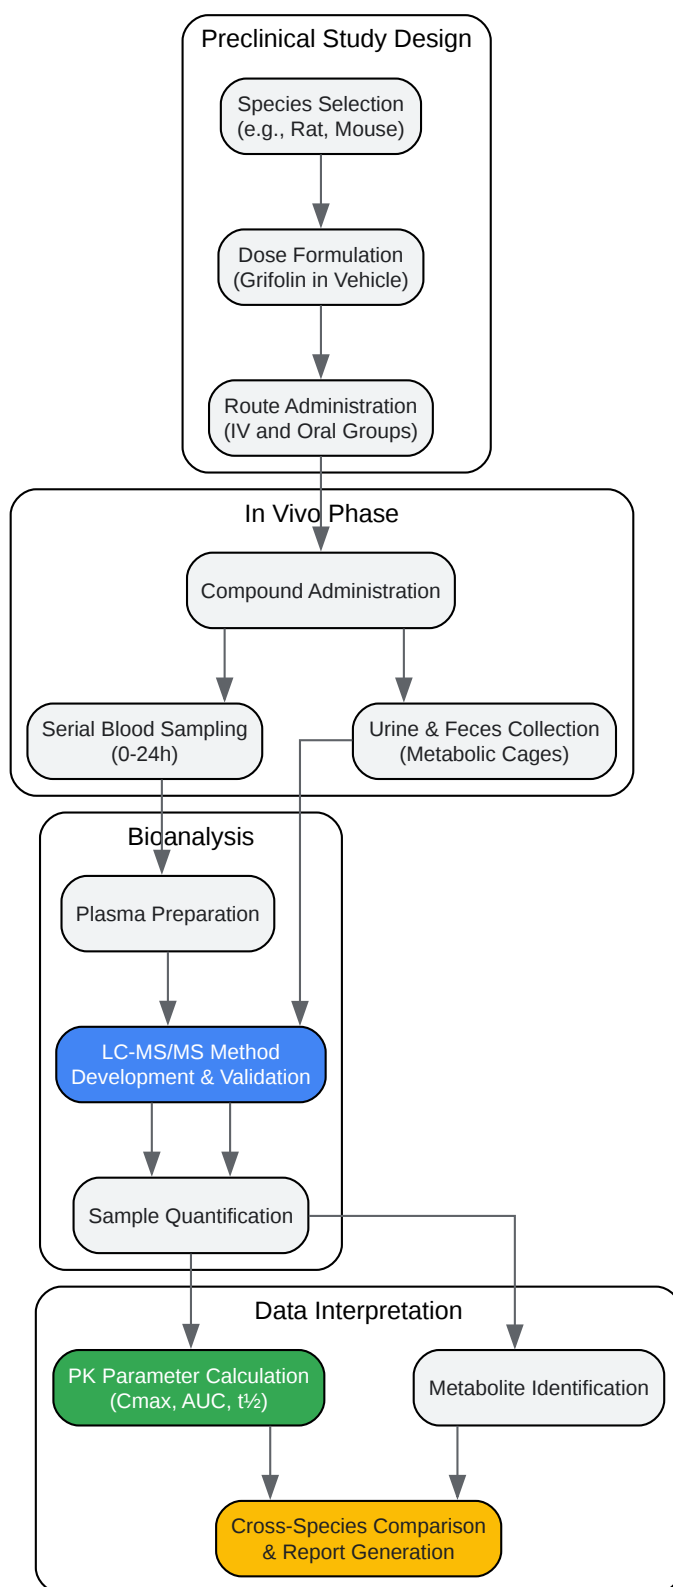 Preclinical Study Design
Species Selection
(e.g., Rat, Mouse)
Dose Formulation
(Grifolin in Vehicle)
Route Administration
(IV and Oral Groups)
In Vivo Phase
Compound Administration
Serial Blood Sampling
(0-24h)
Urine & Feces Collection
(Metabolic Cages)
Bioanalysis
Plasma Preparation
LC-MS/MS Method
Development & Validation
Sample Quantification
Data Interpretation
PK Parameter Calculation
(Cmax, AUC, t½)
Metabolite Identification
Cross-Species Comparison
& Report Generation